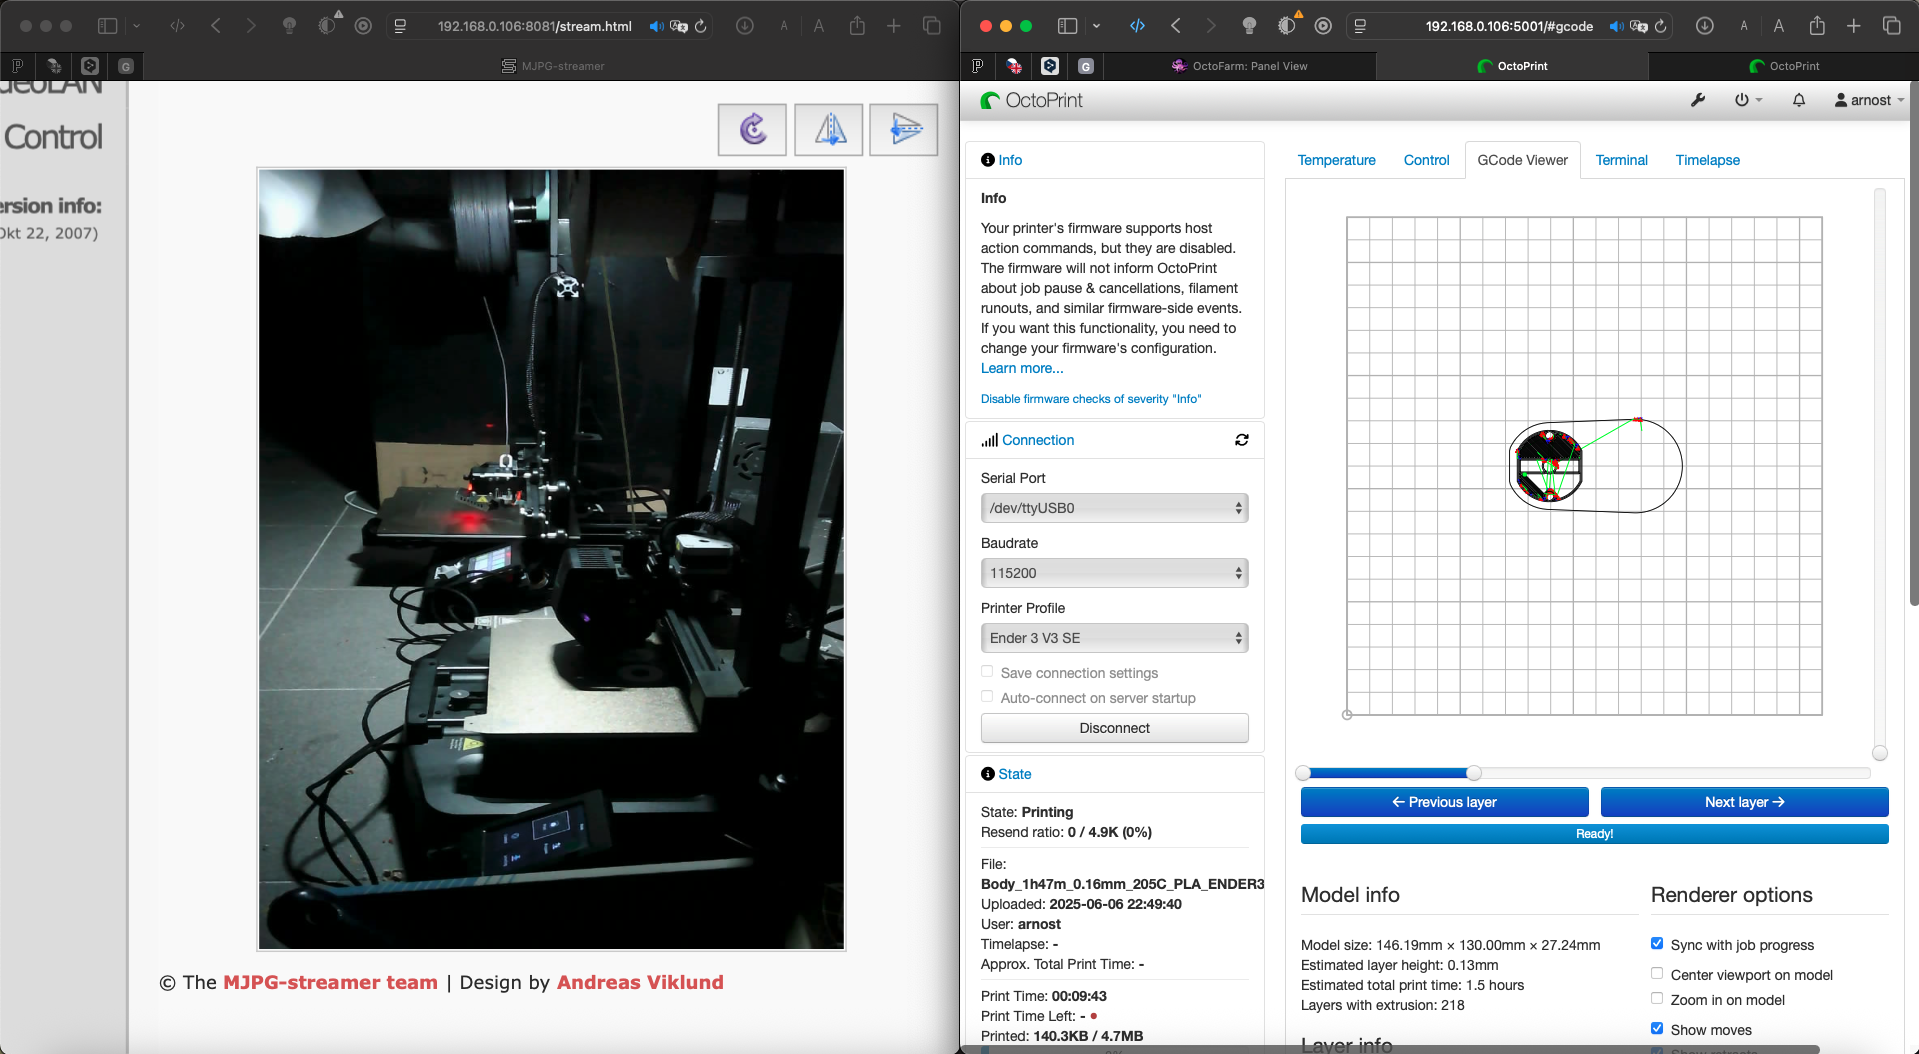 192.168.0.106:8081/stream.html
A A
P
G
MJPG-streamer
deoLAN
Control
ersion info:
Okt 22, 2007)
© The MJPG-streamer team | Design by Andreas Viklund
192.168.0.106:5001/#gcode
A A
P
G
OctoFarm: Panel View
OctoPrint
OctoPrint
OctoPrint
arnost
Info
Info
Your printer's firmware supports host
action commands, but they are disabled.
The firmware will not inform OctoPrint
about job pause & cancellations, filament
runouts, and similar firmware-side events.
If you want this functionality, you need to
change your firmware's configuration.
Learn more...
Disable firmware checks of severity "Info"
Connection
Serial Port
/dev/ttyUSB0
Baudrate
115200
Printer Profile
Ender 3 V3 SE
Save connection settings
Auto-connect on server startup
Disconnect
State
State: Printing
Resend ratio: 0 / 4.9K (0%)
File:
Body_1h47m_0.16mm_205C_PLA_ENDER3
Uploaded: 2025-06-06 22:49:40
User: arnost
Timelapse: -
Approx. Total Print Time: -
Print Time: 00:09:43
Print Time Left: -
Printed: 140.3KB / 4.7MB
Temperature
Control
GCode Viewer
Terminal
Timelapse
Previous layer
Next layer
Ready!
Model info
Model size: 146.19mm × 130.00mm × 27.24mm
Estimated layer height: 0.13mm
Estimated total print time: 1.5 hours
Layers with extrusion: 218
Layer info
Renderer options
Sync with job progress
Center viewport on model
Zoom in on model
Show moves
Show retracts